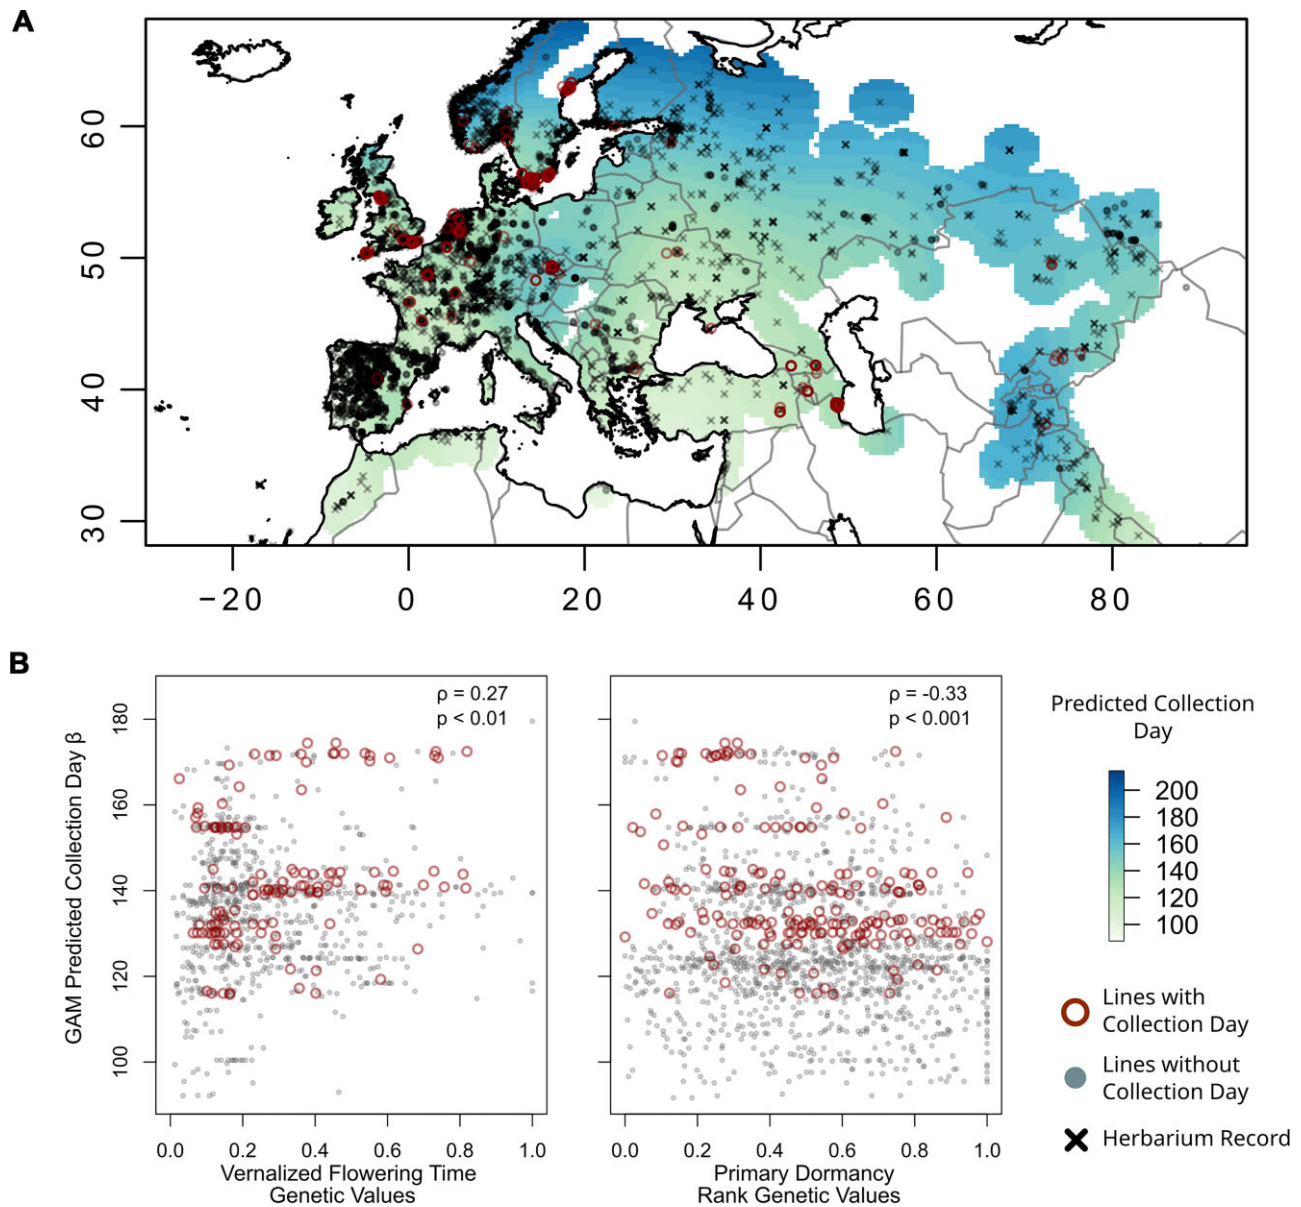 A
60
50
40
30
−20 0 20 40 60 80
B
GAM Predicted Collection Day β
180
160
140
120
100
ρ = 0.27
p < 0.01
0.0 0.2 0.4 0.6 0.8 1.0
Vernalized Flowering Time
Genetic Values
ρ = -0.33
p < 0.001
0.0 0.2 0.4 0.6 0.8 1.0
Primary Dormancy
Rank Genetic Values
Predicted Collection
Day
200
180
160
140
120
100
Lines with
Collection Day
Lines without
Collection Day
Herbarium Record